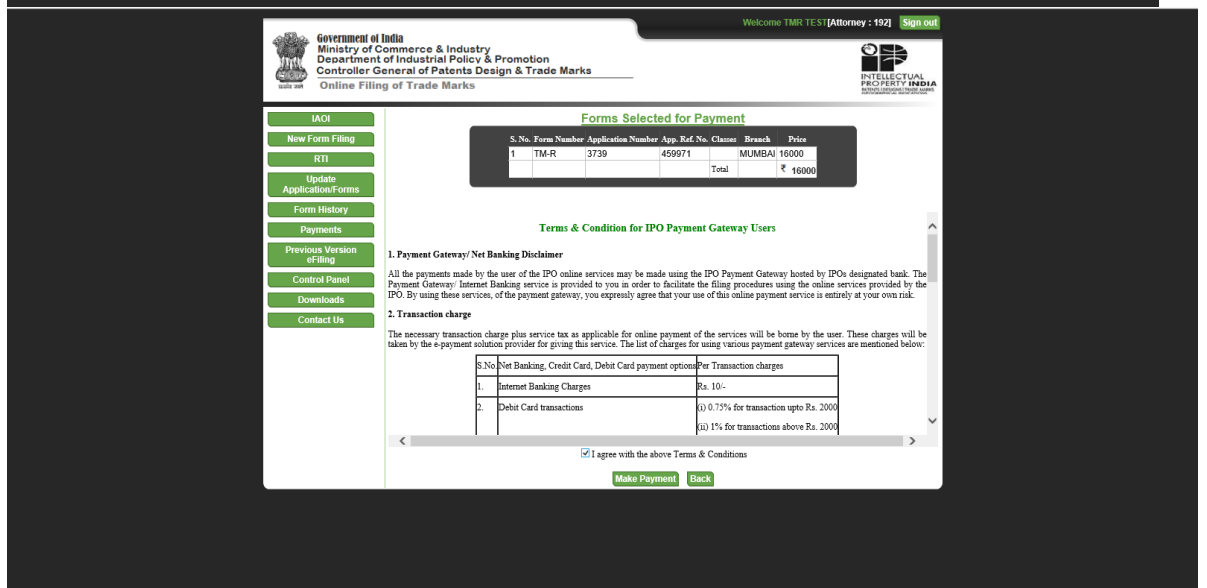 Welcome TMR TEST[Attorney : 192] Sign out
Government of India
Ministry of Commerce & Industry
Department of Industrial Policy & Promotion
Controller General of Patents Design & Trade Marks
Online Filing of Trade Marks
INTELLECTUAL
PROPERTY INDIA
IAOI
New Form Filing
RTI
Update
Application/Forms
Form History
Payments
Previous Version
eFiling
Control Panel
Downloads
Contact Us
Forms Selected for Payment
S. No. Form Number Application Number App. Ref. No. Classes Branch Price
1 TM-R 3739 459971 MUMBAI 16000
Total ₹ 16000
Terms & Condition for IPO Payment Gateway Users
1. Payment Gateway/ Net Banking Disclaimer
All the payments made by the user of the IPO online services may be made using the IPO Payment Gateway hosted by IPOs designated bank. The
Payment Gateway/ Internet Banking service is provided to you in order to facilitate the filing procedures using the online services provided by the
IPO. By using these services, of the payment gateway, you expressly agree that your use of this online payment service is entirely at your own risk.
2. Transaction charge
The necessary transaction charge plus service tax as applicable for online payment of the services will be borne by the user. These charges will be
taken by the e-payment solution provider for giving this service. The list of charges for using various payment gateway services are mentioned below:
S.No. Net Banking, Credit Card, Debit Card payment options Per Transaction charges
1. Internet Banking Charges Rs. 10/-
2. Debit Card transactions (i) 0.75% for transaction upto Rs. 2000
(ii) 1% for transactions above Rs. 2000
I agree with the above Terms & Conditions
Make Payment Back